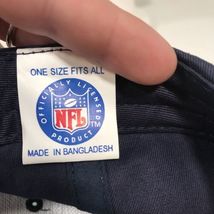 ONE SIZE FITS ALL
OFFICIALLY LICENSED
NFL
PRODUCT
MADE IN BANGLADESH